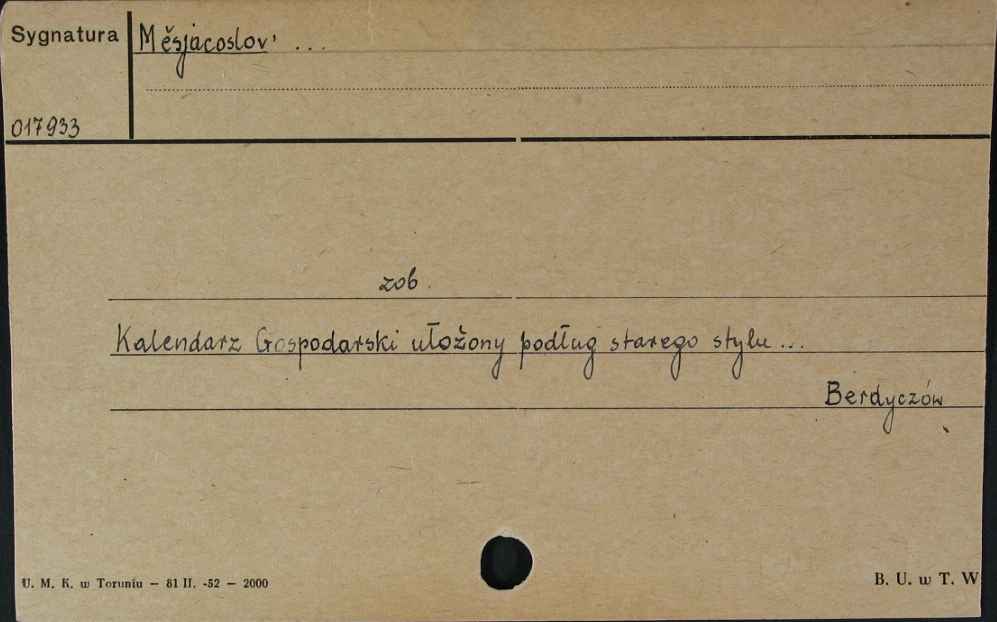 Sygnatura
Měsjacoslov' ...
017933
zob.
Kalendarz Gospodarski ułożony podług starego stylu ...
Berdyczów
U. M. K. w Toruniu – 81 II. -52 – 2000
B. U. w T. W